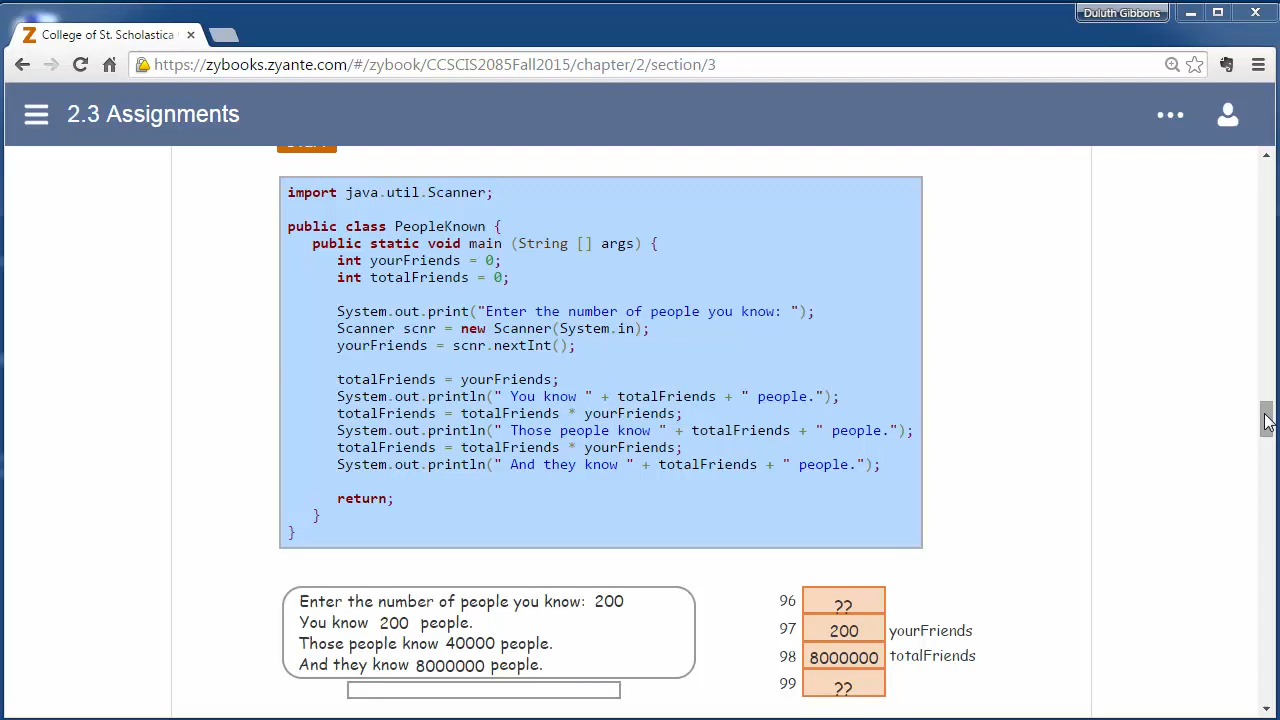 Duluth Gibbons
College of St. Scholastica
https://zybooks.zyante.com/#/zybook/CCSCIS2085Fall2015/chapter/2/section/3
2.3 Assignments
import java.util.Scanner;
public class PeopleKnown {
public static void main (String [] args) {
int yourFriends = 0;
int totalFriends = 0;
System.out.print("Enter the number of people you know: ");
Scanner scnr = new Scanner(System.in);
yourFriends = scnr.nextInt();
totalFriends = yourFriends;
System.out.println(" You know " + totalFriends + " people.");
totalFriends = totalFriends * yourFriends;
System.out.println(" Those people know " + totalFriends + " people.");
totalFriends = totalFriends * yourFriends;
System.out.println(" And they know " + totalFriends + " people.");
return;
}
}
Enter the number of people you know: 200
You know 200 people.
Those people know 40000 people.
And they know 8000000 people.
96 ??
97 200 yourFriends
98 8000000 totalFriends
99 ??